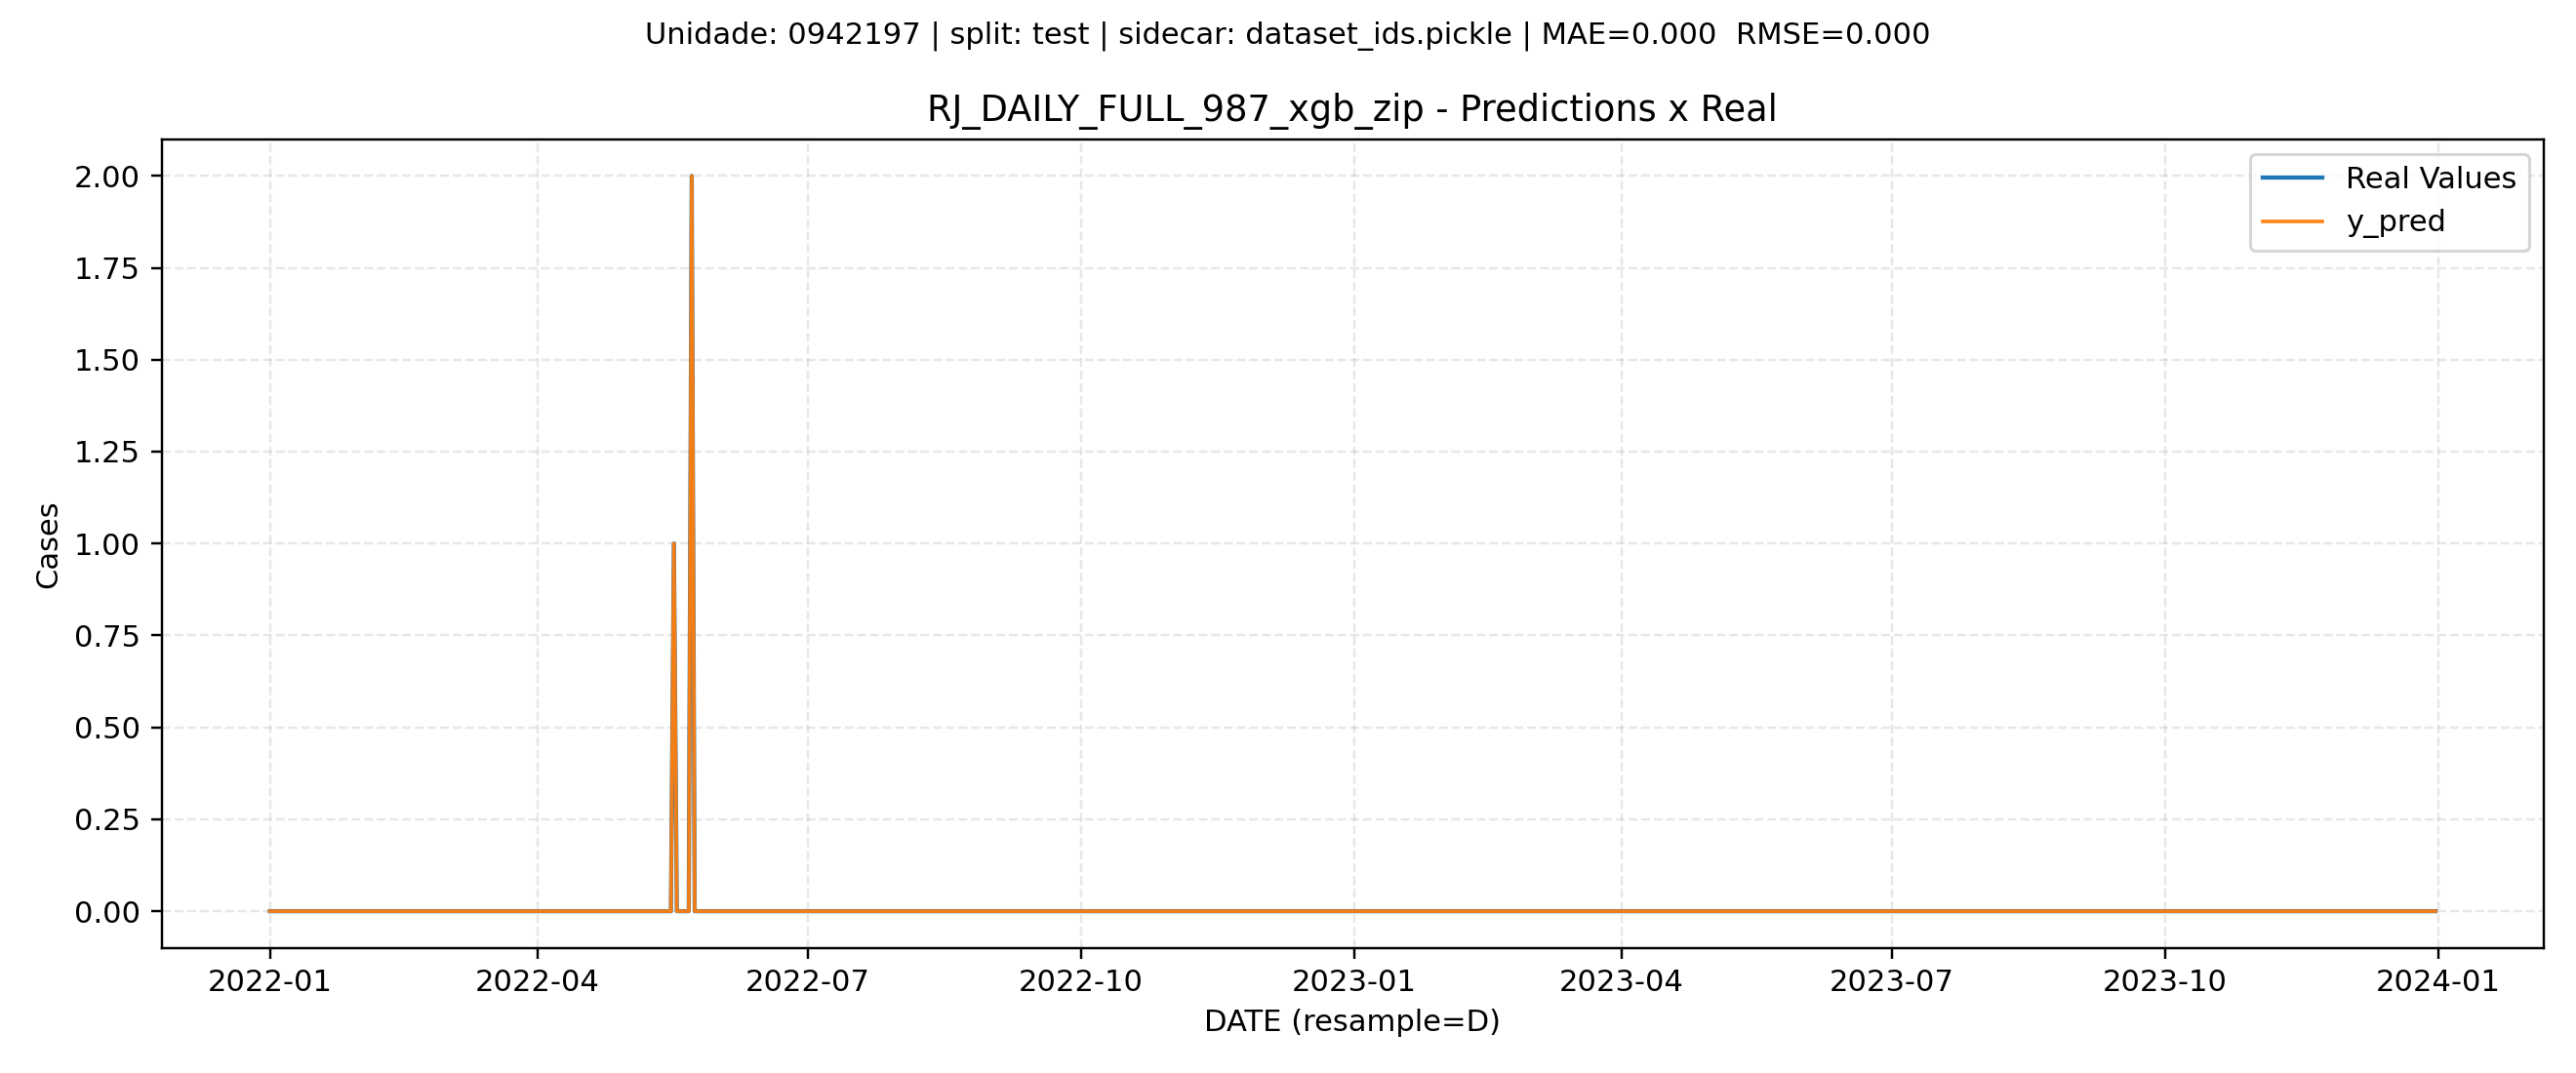 Unidade: 0942197 | split: test | sidecar: dataset_ids.pickle | MAE=0.000  RMSE=0.000
RJ_DAILY_FULL_987_xgb_zip - Predictions x Real
Real Values
y_pred
2.00
1.75
1.50
1.25
1.00
0.75
0.50
0.25
0.00
Cases
2022-01 2022-04 2022-07 2022-10 2023-01 2023-04 2023-07 2023-10 2024-01
DATE (resample=D)